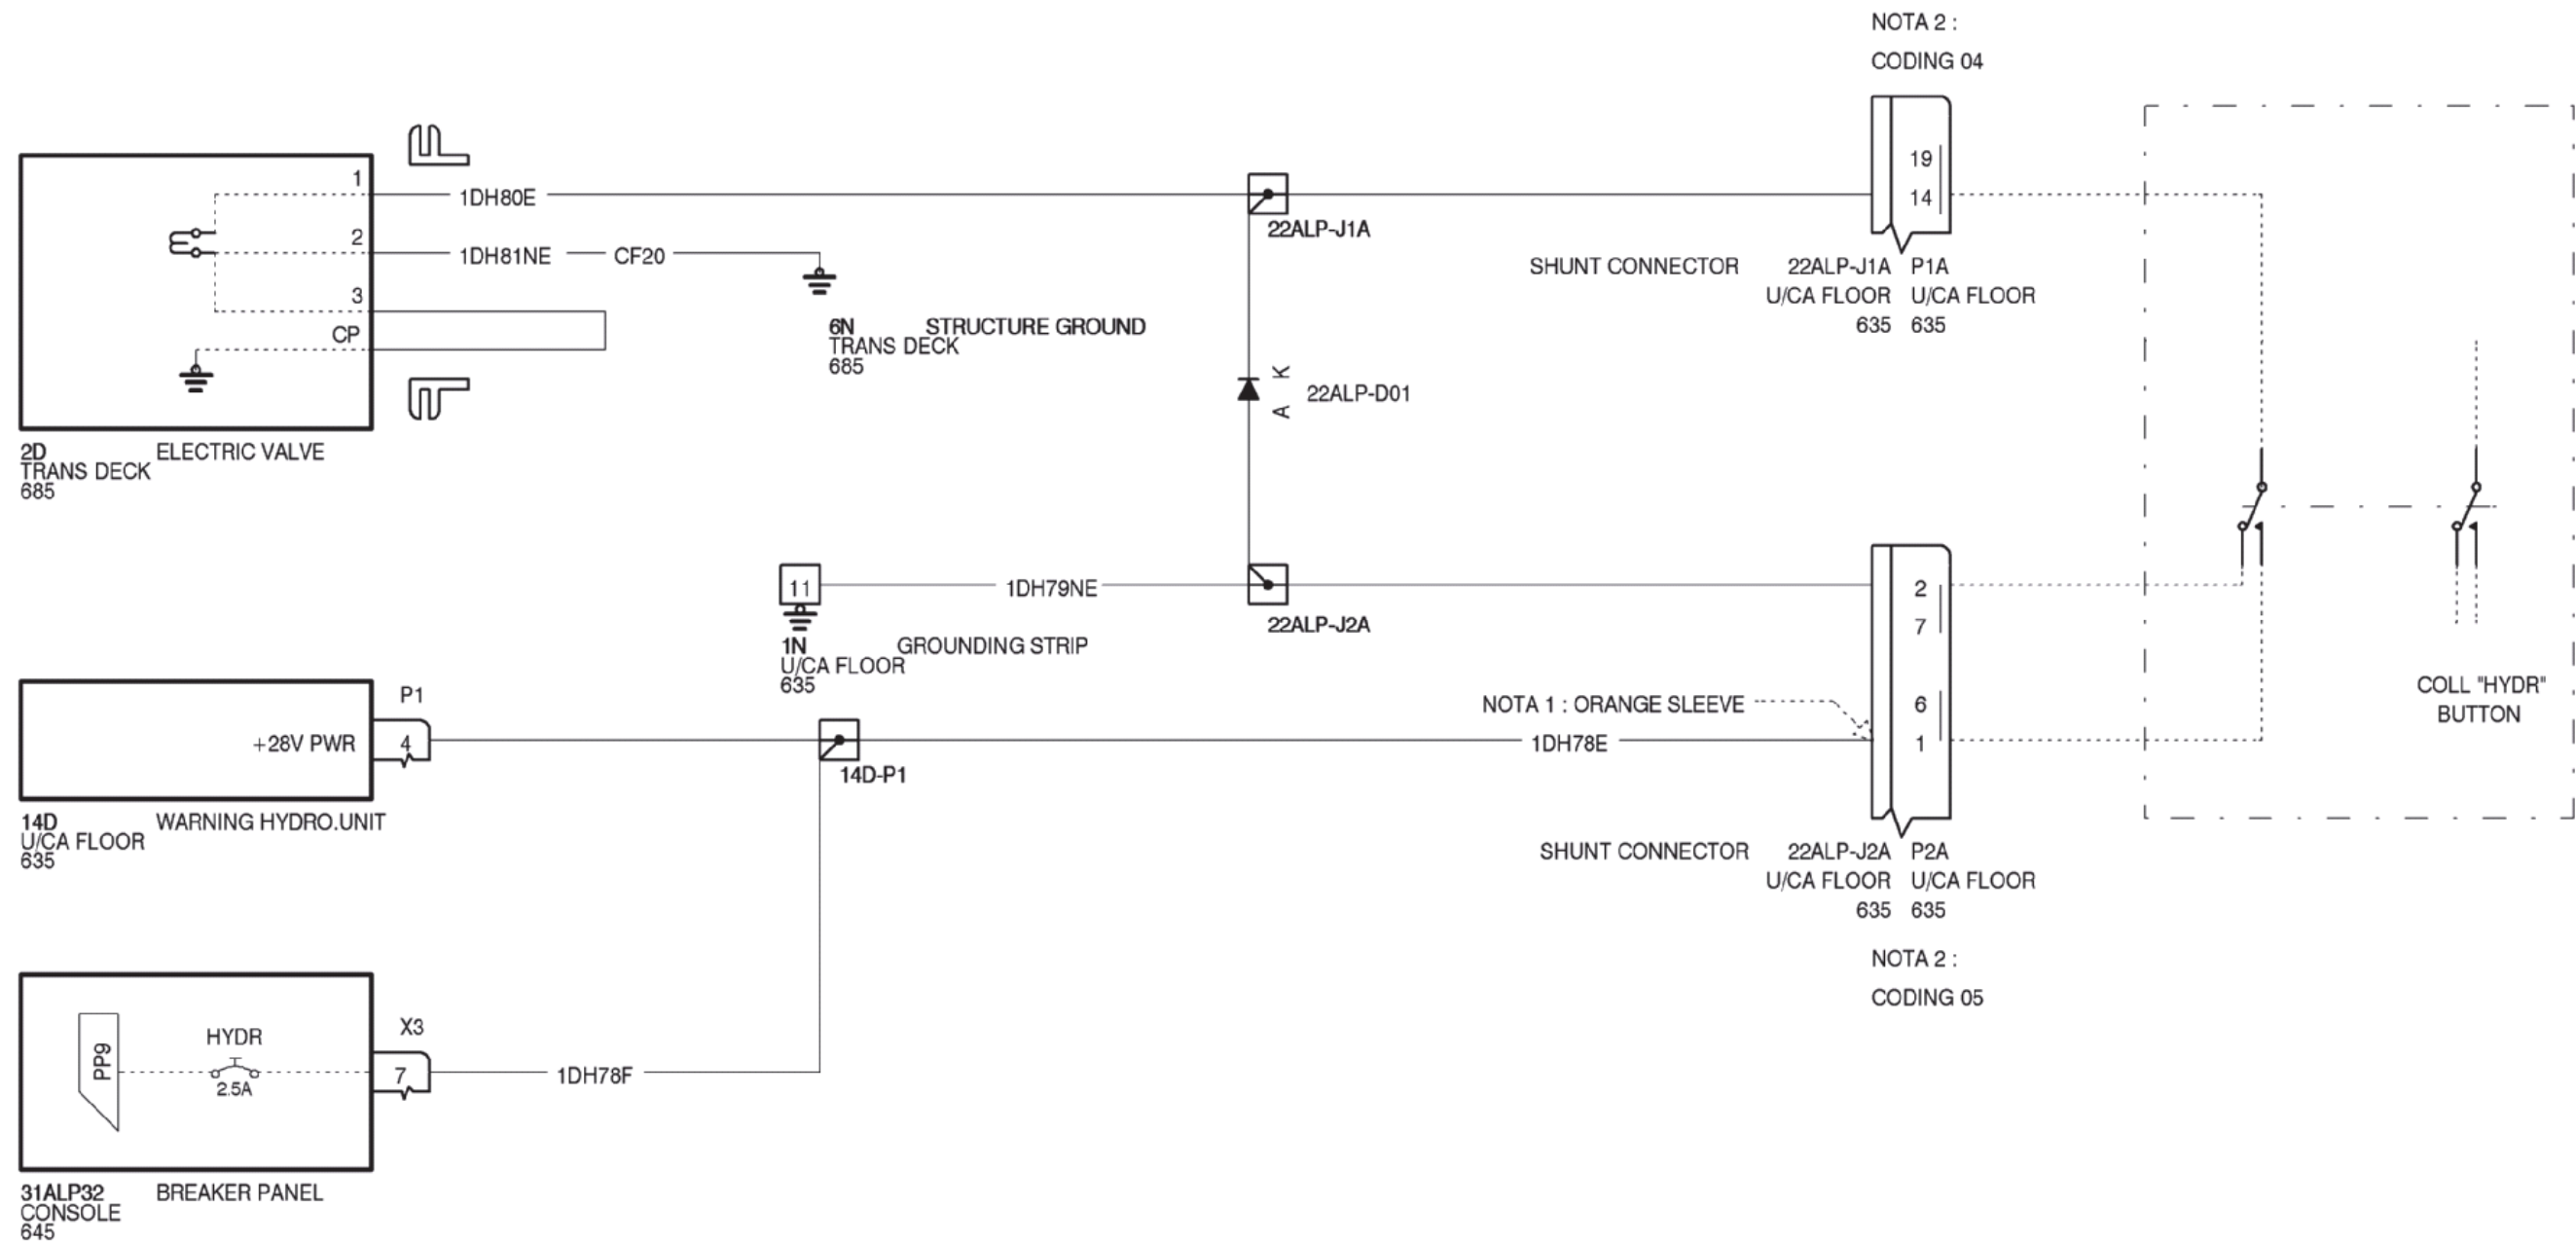 NOTA 2 :
CODING 04
19
14
1
1DH80E
22ALP-J1A
2
1DH81NE
CF20
SHUNT CONNECTOR
22ALP-J1A P1A
U/CA FLOOR U/CA FLOOR
635 635
3
CP
6N STRUCTURE GROUND
TRANS DECK
685
K
A
22ALP-D01
2D ELECTRIC VALVE
TRANS DECK
685
11
1DH79NE
22ALP-J2A
2
7
1N GROUNDING STRIP
U/CA FLOOR
635
COLL "HYDR"
BUTTON
P1
NOTA 1 : ORANGE SLEEVE
6
+28V PWR
4
1DH78E
1
14D-P1
14D WARNING HYDRO.UNIT
U/CA FLOOR
635
SHUNT CONNECTOR
22ALP-J2A P2A
U/CA FLOOR U/CA FLOOR
635 635
NOTA 2 :
CODING 05
X3
HYDR
PP9
7
1DH78F
2.5A
31ALP32 BREAKER PANEL
CONSOLE
645